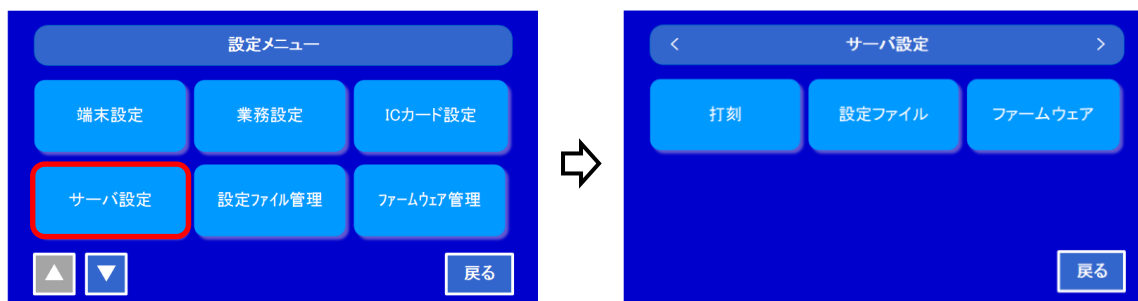 設定メニュー
端末設定
業務設定
ICカード設定
サーバ設定
設定ファイル管理
ファームウェア管理
戻る
< サーバ設定 >
打刻
設定ファイル
ファームウェア
戻る